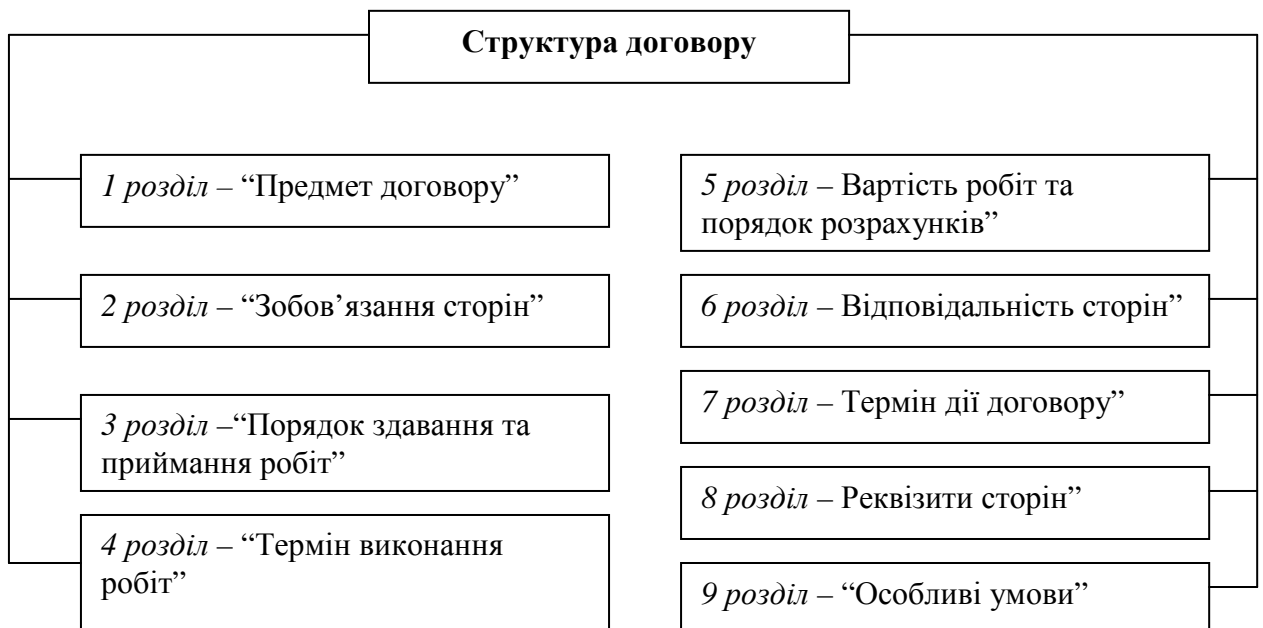 Структура договору
1 розділ – “Предмет договору”
2 розділ – “Зобов’язання сторін”
3 розділ –“Порядок здавання та
приймання робіт”
4 розділ – “Термін виконання
робіт”
5 розділ – Вартість робіт та
порядок розрахунків”
6 розділ – Відповідальність сторін”
7 розділ – Термін дії договору”
8 розділ – Реквізити сторін”
9 розділ – “Особливі умови”